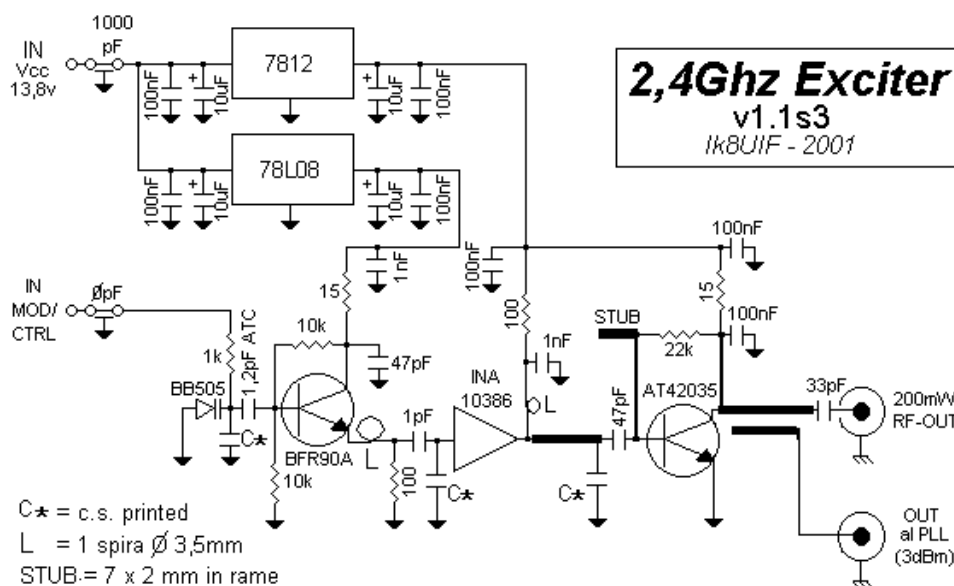 1000
pF
IN
Vcc
13,8v
7812
100nF
10uF
+
10uF
+
100nF
2,4Ghz Exciter
v1.1s3
Ik8UIF - 2001
78L08
100nF
10uF
+
10uF
+
100nF
1nF
100nF
100nF
IN
MOD/
CTRL
ØpF
15
100
15
STUB
100nF
1k
1,2pF ATC
10k
47pF
1nF
22k
BB505
INA
10386
L
47pF
AT42035
33pF
200mW
RF-OUT
C*
BFR90A
L
1pF
10k
100
C*
C*
OUT
al PLL
(3dBm)
C* = c.s. printed
L = 1 spira Ø 3,5mm
STUB = 7 x 2 mm in rame